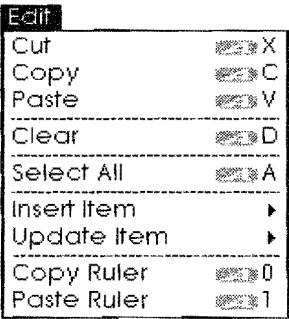 Edit
Cut X
Copy C
Paste V
Clear D
Select All A
Insert Item
Update Item
Copy Ruler 0
Paste Ruler 1